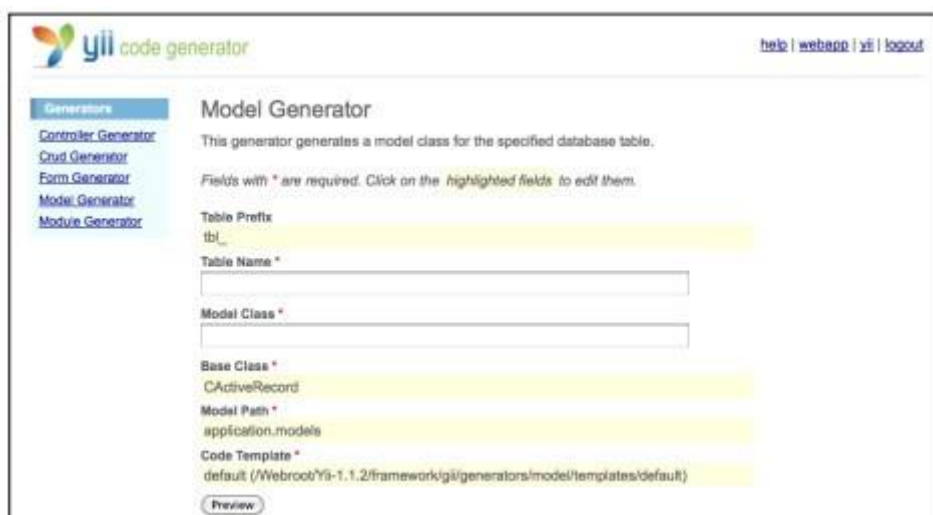 yii code generator
help | webapp | yii | logout
Generators
Controller Generator
Crud Generator
Form Generator
Model Generator
Module Generator
Model Generator
This generator generates a model class for the specified database table.
Fields with * are required. Click on the highlighted fields to edit them.
Table Prefix
tbl_
Table Name *
Model Class *
Base Class *
CActiveRecord
Model Path *
application.models
Code Template *
default (/Webroot/Yii-1.1.2/framework/gii/generators/model/templates/default)
Preview